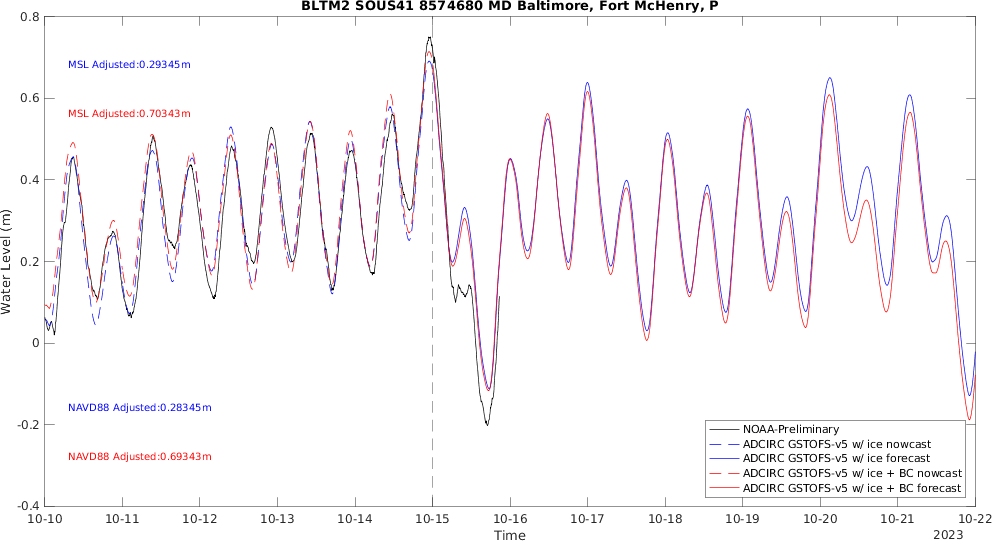 BLTM2 SOUS41 8574680 MD Baltimore, Fort McHenry, P
0.8
0.6
0.4
0.2
0
-0.2
-0.4
Water Level (m)
MSL Adjusted:0.29345m
MSL Adjusted:0.70343m
NAVD88 Adjusted:0.28345m
NAVD88 Adjusted:0.69343m
NOAA-Preliminary
ADCIRC GSTOFS-v5 w/ ice nowcast
ADCIRC GSTOFS-v5 w/ ice forecast
ADCIRC GSTOFS-v5 w/ ice + BC nowcast
ADCIRC GSTOFS-v5 w/ ice + BC forecast
10-10 10-11 10-12 10-13 10-14 10-15 10-16 10-17 10-18 10-19 10-20 10-21 10-22
Time
2023